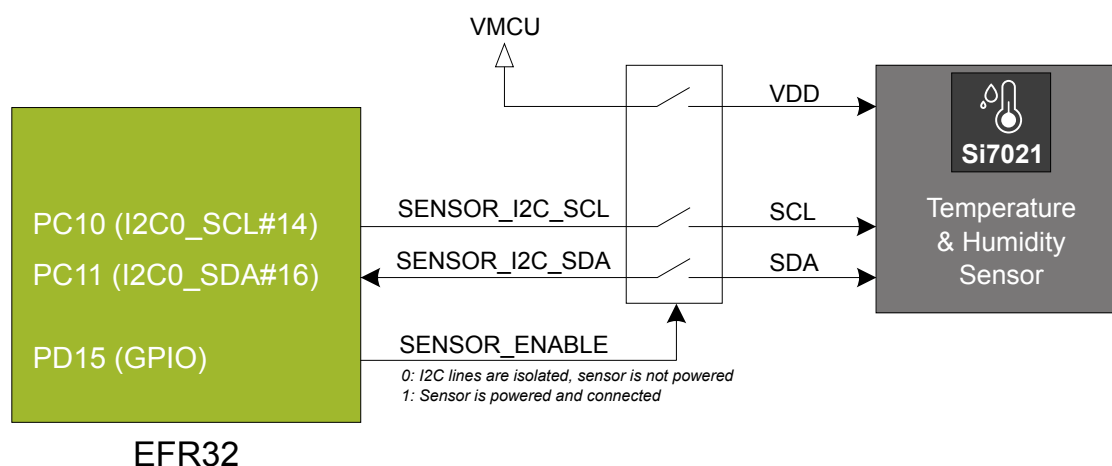 VMCU
VDD
Si7021
PC10 (I2C0_SCL#14)
SENSOR_I2C_SCL
SCL
Temperature
& Humidity
Sensor
PC11 (I2C0_SDA#16)
SENSOR_I2C_SDA
SDA
PD15 (GPIO)
SENSOR_ENABLE
0: I2C lines are isolated, sensor is not powered
1: Sensor is powered and connected
EFR32